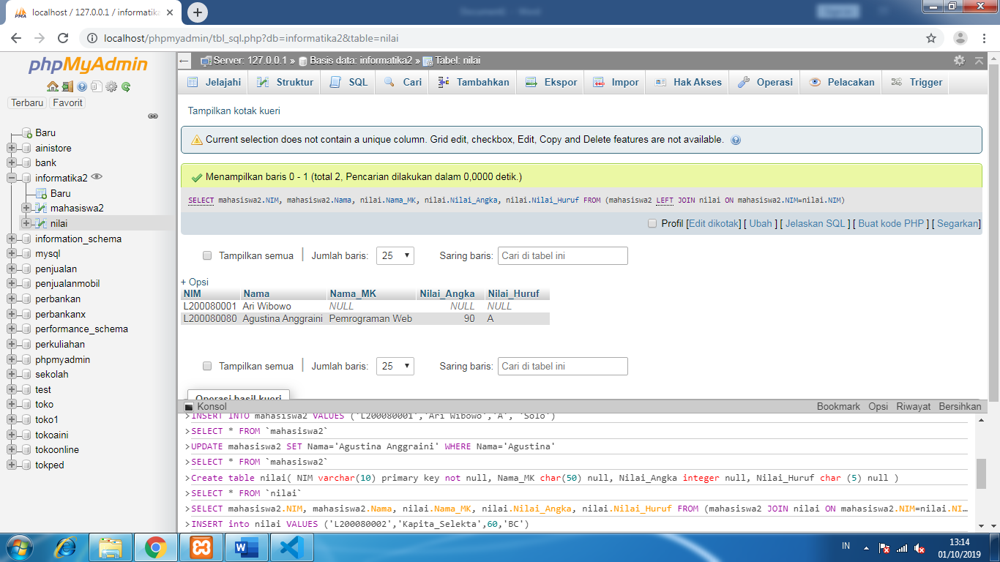 localhost / 127.0.0.1 / informatika
localhost/phpmyadmin/tbl_sql.php?db=informatika2&table=nilai
phpMyAdmin
Terbaru Favorit
Baru
ainistore
bank
informatika2
Baru
mahasiswa2
nilai
information_schema
mysql
penjualan
penjualanmobil
perbankan
perbankanx
performance_schema
perkuliahan
phpmyadmin
sekolah
test
toko
toko1
tokoaini
tokoonline
tokped
Server: 127.0.0.1 » Basis data: informatika2 » Tabel: nilai
Jelajahi Struktur SQL Cari Tambahkan Ekspor Impor Hak Akses Operasi Pelacakan Trigger
Tampilkan kotak kueri
Current selection does not contain a unique column. Grid edit, checkbox, Edit, Copy and Delete features are not available.
Menampilkan baris 0 - 1 (total 2, Pencarian dilakukan dalam 0,0000 detik.)
SELECT mahasiswa2.NIM, mahasiswa2.Nama, nilai.Nama_MK, nilai.Nilai_Angka, nilai.Nilai_Huruf FROM (mahasiswa2 LEFT JOIN nilai ON mahasiswa2.NIM=nilai.NIM)
Profil [Edit dikotak] [ Ubah ] [ Jelaskan SQL ] [ Buat kode PHP ] [ Segarkan]
Tampilkan semua | Jumlah baris: 25 Saring baris: Cari di tabel ini
+ Opsi
NIM Nama Nama_MK Nilai_Angka Nilai_Huruf
L200080001 Ari Wibowo NULL NULL NULL
L200080080 Agustina Anggraini Pemrograman Web 90 A
Tampilkan semua | Jumlah baris: 25 Saring baris: Cari di tabel ini
Operasi hasil kueri
Konsol Bookmark Opsi Riwayat Bersihkan
>INSERT INTO mahasiswa2 VALUES ('L200080001','Ari Wibowo','A', 'Solo')
>SELECT * FROM `mahasiswa2`
>UPDATE mahasiswa2 SET Nama='Agustina Anggraini' WHERE Nama='Agustina'
>SELECT * FROM `mahasiswa2`
>Create table nilai( NIM varchar(10) primary key not null, Nama_MK char(50) null, Nilai_Angka integer null, Nilai_Huruf char (5) null )
>SELECT * FROM `nilai`
>SELECT mahasiswa2.NIM, mahasiswa2.Nama, nilai.Nama_MK, nilai.Nilai_Angka, nilai.Nilai_Huruf FROM (mahasiswa2 JOIN nilai ON mahasiswa2.NIM=nilai.NI…
>INSERT into nilai VALUES ('L200080002','Kapita_Selekta',60,'BC')
IN
13:14
01/10/2019